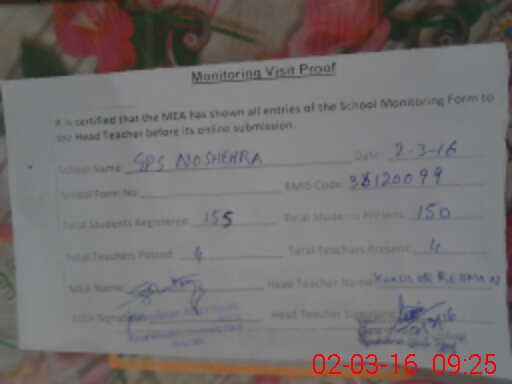 Monitoring Visit Proof
It is certified that the MEA has shown all entries of the School Monitoring Form to
the Head Teacher before its online submission.
School Name: GPS NOSHEHRA Date: 2-3-16
School Form No: EMIS Code: 36120099
Total Students Registered: 155 Total Students Present: 150
Total Teachers Posted: 4 Total Teachers Present: 4
MEA Name: Head Teacher Name: KHALIL UR REHMAN
MEA Signature Head Teacher Signature
02-03-16 09:25